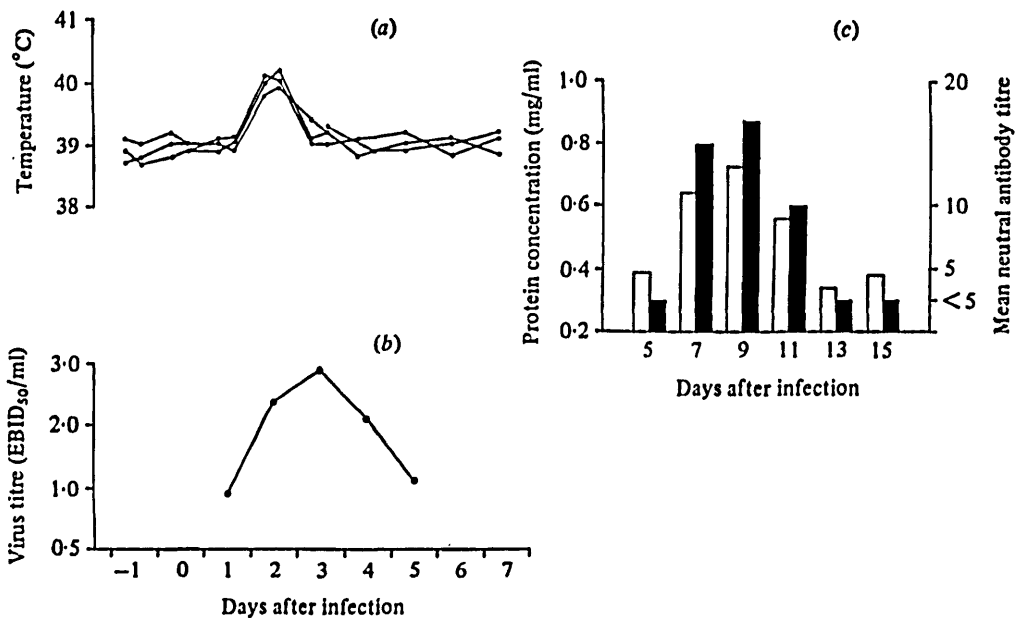 (a)
Temperature (°C)
41
40
39
38
(b)
Virus titre (EBID50/ml)
3·0
2·0
1·0
0·5
−1 0 1 2 3 4 5 6 7
Days after infection
(c)
Protein concentration (mg/ml)
1·0
0·8
0·6
0·4
0·2
Mean neutral antibody titre
20
10
5
<5
5 7 9 11 13 15
Days after infection